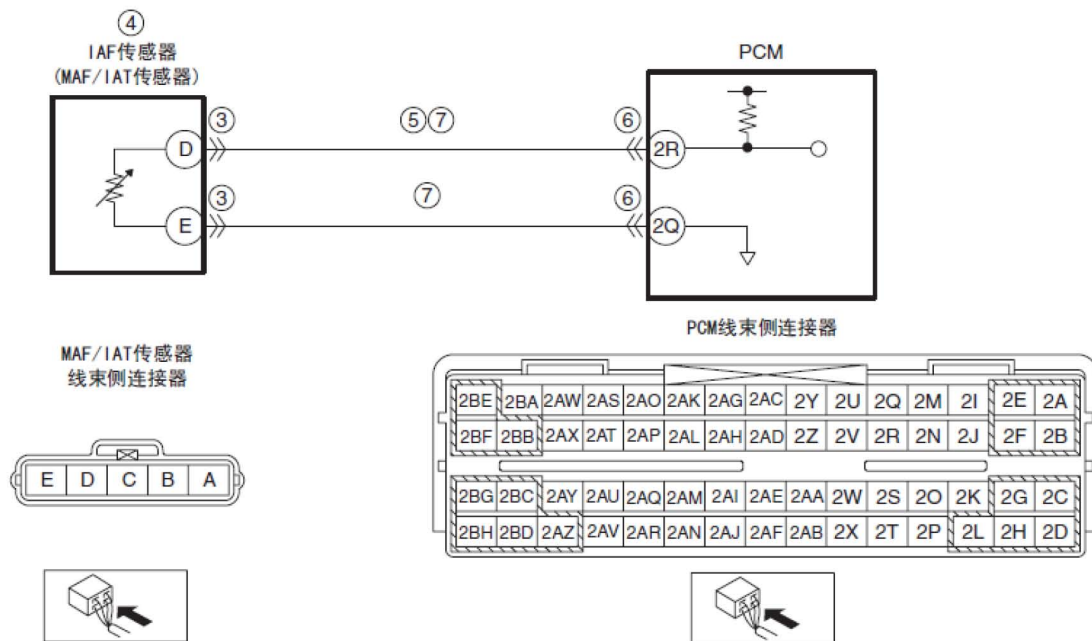 ④
IAF传感器
(MAF/IAT传感器)
PCM
③ ⑤⑦ ⑥
D 2R
③ ⑦ ⑥
E 2Q
PCM线束侧连接器
MAF/IAT传感器
线束侧连接器
2BE 2BA 2AW 2AS 2AO 2AK 2AG 2AC 2Y 2U 2Q 2M 2I 2E 2A
2BF 2BB 2AX 2AT 2AP 2AL 2AH 2AD 2Z 2V 2R 2N 2J 2F 2B
E D C B A
2BG 2BC 2AY 2AU 2AQ 2AM 2AI 2AE 2AA 2W 2S 2O 2K 2G 2C
2BH 2BD 2AZ 2AV 2AR 2AN 2AJ 2AF 2AB 2X 2T 2P 2L 2H 2D